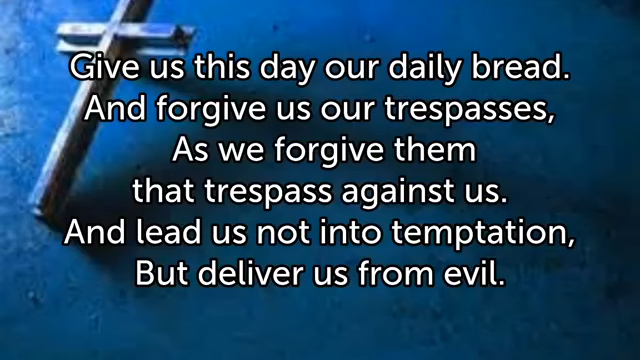 Give us this day our daily bread.
And forgive us our trespasses,
As we forgive them
that trespass against us.
And lead us not into temptation,
But deliver us from evil.